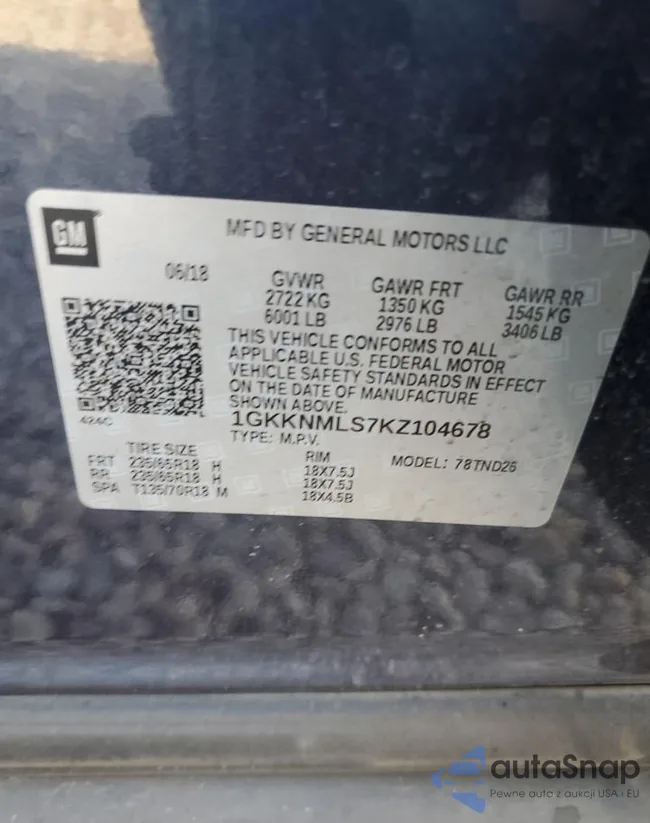 GM
MFD BY GENERAL MOTORS LLC
06/18
GVWR
2722 KG
6001 LB
GAWR FRT
1350 KG
2976 LB
GAWR RR
1545 KG
3406 LB
THIS VEHICLE CONFORMS TO ALL
APPLICABLE U.S. FEDERAL MOTOR
VEHICLE SAFETY STANDARDS IN EFFECT
ON THE DATE OF MANUFACTURE
SHOWN ABOVE.
424C
1GKKNMLS7KZ104678
TYPE: M.P.V.
MODEL: 78TND26
TIRE SIZE RIM
FRT 235/65R18 H 18X7.5J
RR 235/65R18 H 18X7.5J
SPA T135/70R18 M 18X4.5B
autaSnap
Pewne auta z aukcji USA i EU